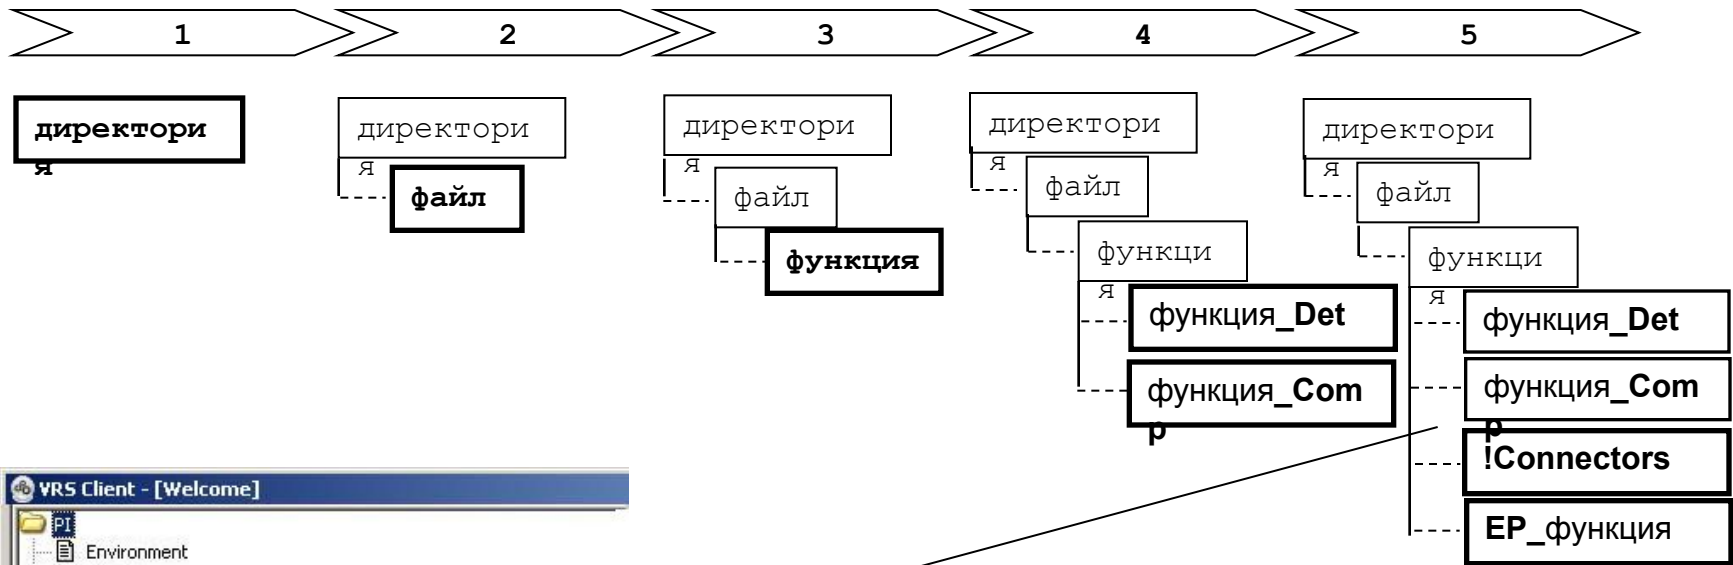 1 2 3 4 5
директори
я
директори
я
файл
директори
я
файл
функция
директори
я
файл
функци
я
функция_Det
функция_Com
p
директори
я
файл
функци
я
функция_Det
функция_Com
p
!Connectors
EP_функция
VRS Client - [Welcome]
PI
Environment